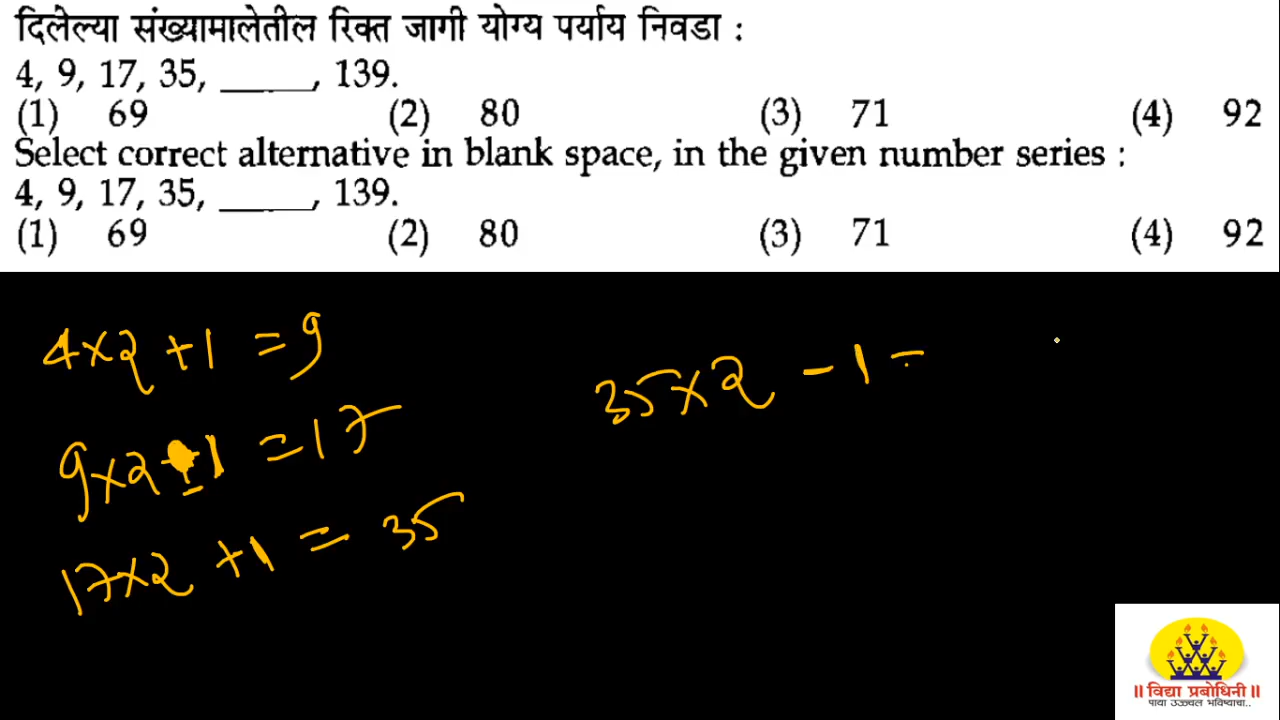 दिलेल्या संख्यामालेतील रिक्त जागी योग्य पर्याय निवडा :
4, 9, 17, 35, _____, 139.
(1) 69 (2) 80 (3) 71 (4) 92
Select correct alternative in blank space, in the given number series :
4, 9, 17, 35, _____, 139.
(1) 69 (2) 80 (3) 71 (4) 92
4×2 +1 =9
9×2 -1 =17
17×2 +1 = 35
35×2 -1 =
॥ विद्या प्रबोधिनी ॥
पाया उज्ज्वल भविष्याचा..